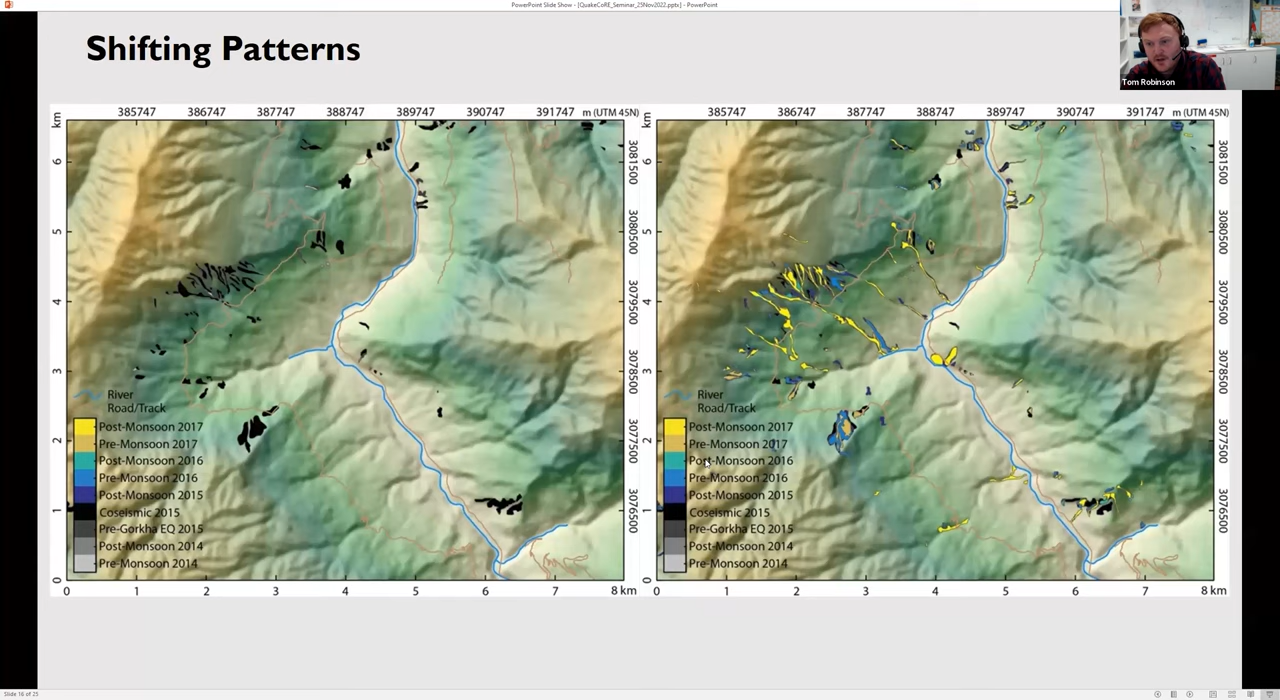 PowerPoint Slide Show - [QuakeCoRE_Seminar_25Nov2022.pptx] - PowerPoint
Tom Robinson
Shifting Patterns
km
385747 386747 387747 388747 389747 390747 391747 m (UTM 45N)
6
5
4
3
2
1
0
3081500
3080500
3079500
3078500
3077500
3076500
River
Road/Track
Post-Monsoon 2017
Pre-Monsoon 2017
Post-Monsoon 2016
Pre-Monsoon 2016
Post-Monsoon 2015
Coseismic 2015
Pre-Gorkha EQ 2015
Post-Monsoon 2014
Pre-Monsoon 2014
0 1 2 3 4 5 6 7 8 km
km
385747 386747 387747 388747 389747 390747 391747 m (UTM 45N)
6
5
4
3
2
1
0
3081500
3080500
3079500
3078500
3077500
3076500
River
Road/Track
Post-Monsoon 2017
Pre-Monsoon 2017
Post-Monsoon 2016
Pre-Monsoon 2016
Post-Monsoon 2015
Coseismic 2015
Pre-Gorkha EQ 2015
Post-Monsoon 2014
Pre-Monsoon 2014
0 1 2 3 4 5 6 7 8 km
Slide 16 of 25